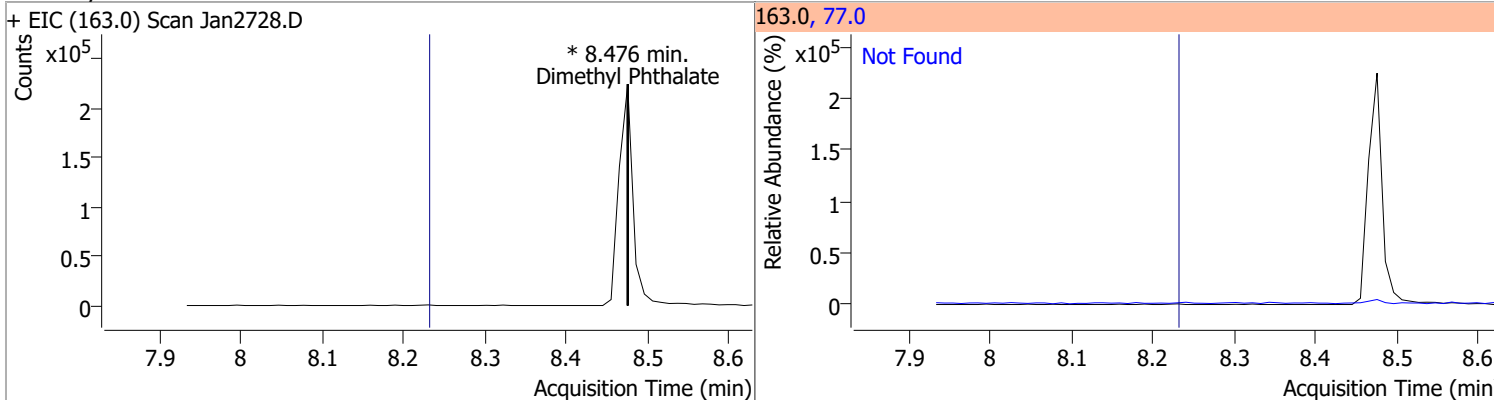 + EIC (163.0) Scan Jan2728.D
Counts
x10^5
* 8.476 min.
Dimethyl Phthalate
2
1.5
1
0.5
0
7.9 8 8.1 8.2 8.3 8.4 8.5 8.6
Acquisition Time (min)
163.0, 77.0
Relative Abundance (%)
x10^5
Not Found
2
1.5
1
0.5
0
7.9 8 8.1 8.2 8.3 8.4 8.5 8.6
Acquisition Time (min